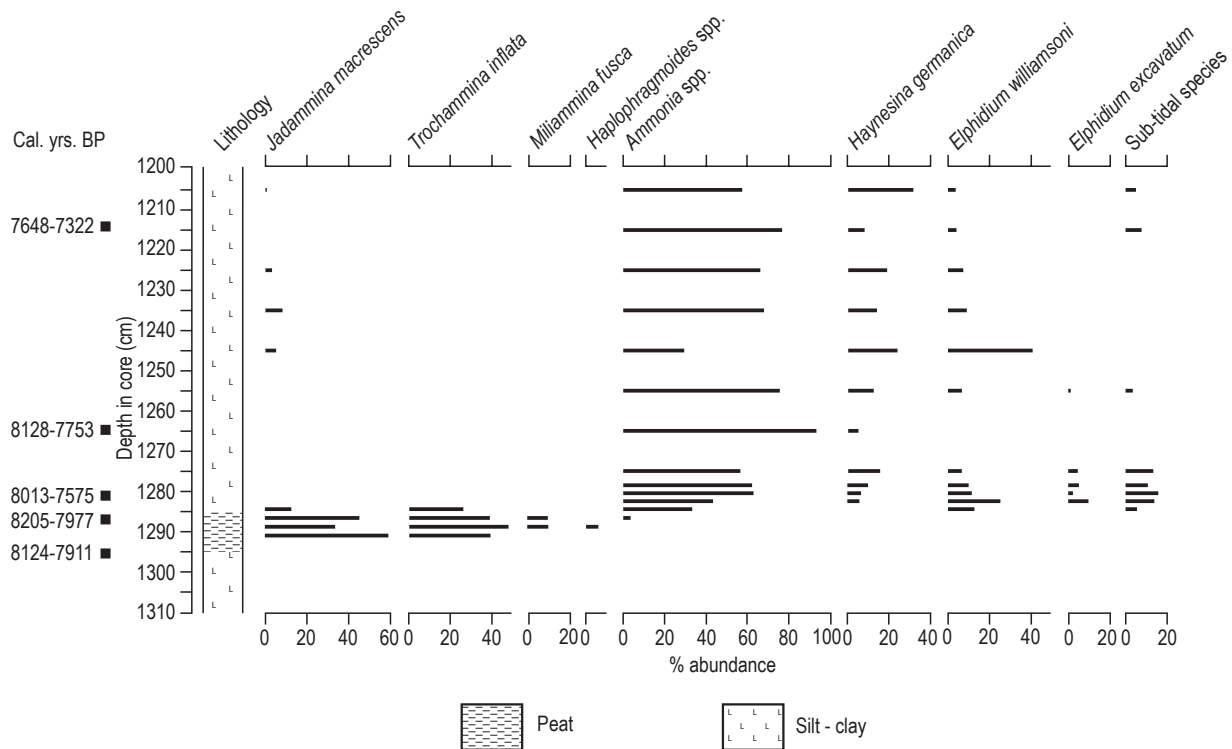 Cal. yrs. BP
Lithology
Jadammina macrescens
Trochammina inflata
Miliammina fusca
Haplophragmoides spp.
Ammonia spp.
Haynesina germanica
Elphidium williamsoni
Elphidium excavatum
Sub-tidal species
Depth in core (cm)
1200
1210
1220
1230
1240
1250
1260
1270
1280
1290
1300
1310
7648-7322
8128-7753
8013-7575
8205-7977
8124-7911
0 20 40 60 0 20 40 0 20 0 0 20 40 60 80 100 0 20 40 0 20 40 0 20 0 20
% abundance
Peat
Silt - clay